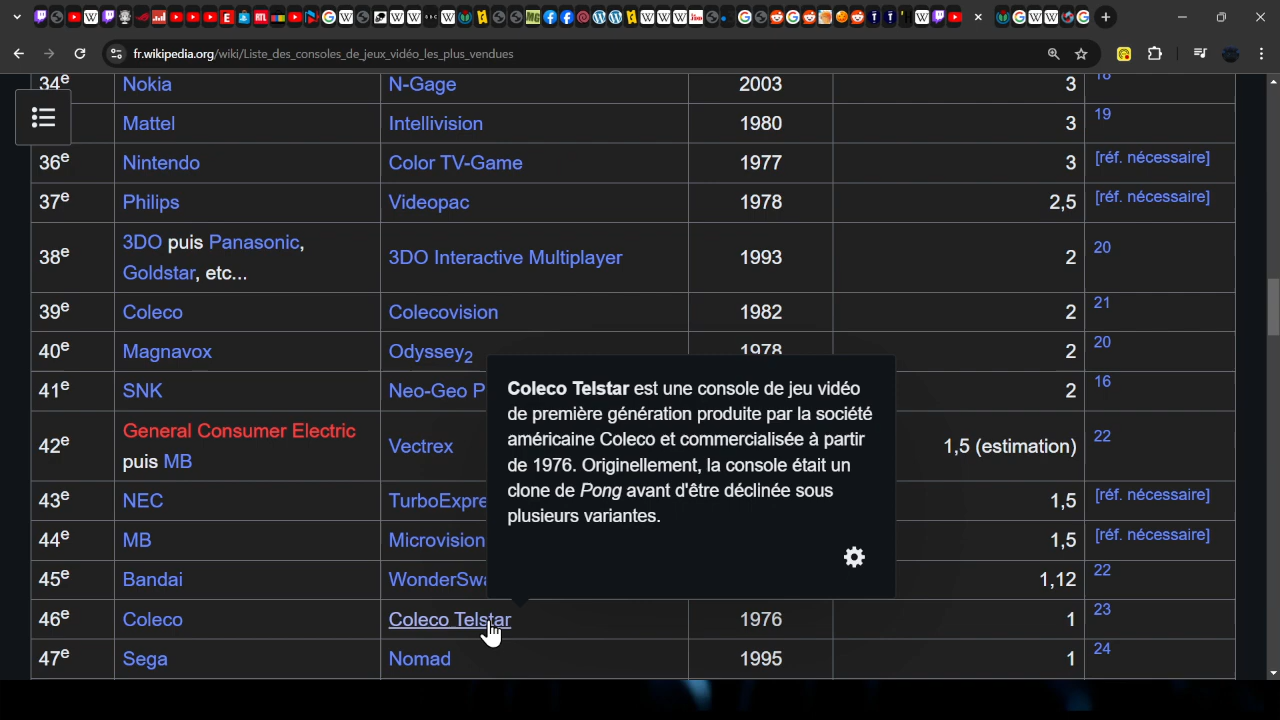 fr.wikipedia.org/wiki/Liste_des_consoles_de_jeux_vidéo_les_plus_vendues
34e Nokia N-Gage 2003 3 18
Mattel Intellivision 1980 3 19
36e Nintendo Color TV-Game 1977 3 [réf. nécessaire]
37e Philips Videopac 1978 2,5 [réf. nécessaire]
38e 3DO puis Panasonic, 3DO Interactive Multiplayer 1993 2 20
Goldstar, etc...
39e Coleco Colecovision 1982 2 21
40e Magnavox Odyssey2 1978 2 20
41e SNK Neo-Geo P 2 16
42e General Consumer Electric Vectrex 1,5 (estimation) 22
puis MB
43e NEC TurboExpre 1,5 [réf. nécessaire]
44e MB Microvision 1,5 [réf. nécessaire]
45e Bandai WonderSwa 1,12 22
46e Coleco Coleco Telstar 1976 1 23
47e Sega Nomad 1995 1 24
Coleco Telstar est une console de jeu vidéo
de première génération produite par la société
américaine Coleco et commercialisée à partir
de 1976. Originellement, la console était un
clone de Pong avant d'être déclinée sous
plusieurs variantes.